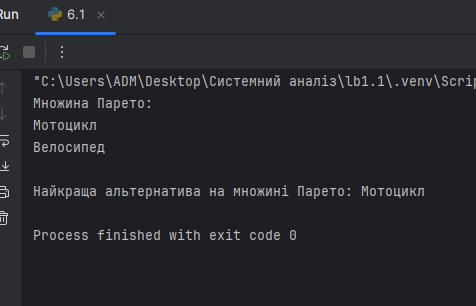 Run
6.1
"C:\Users\ADM\Desktop\Системний аналіз\lb1.1\.venv\Scrip
Множина Парето:
Мотоцикл
Велосипед
Найкраща альтернатива на множині Парето: Мотоцикл
Process finished with exit code 0